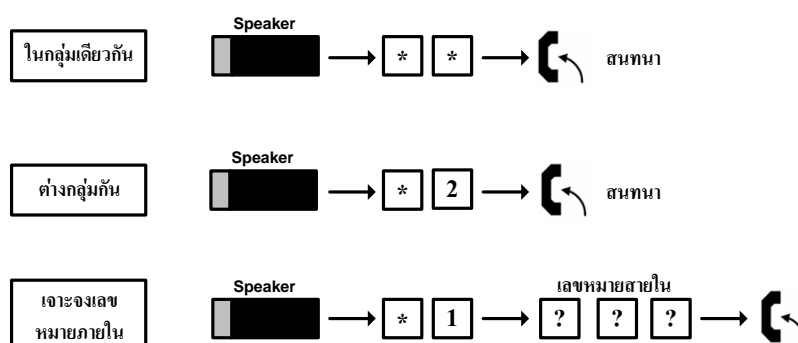 Speaker
ในกลุ่มเดียวกัน * * สนทนา
Speaker
ต่างกลุ่มกัน * 2 สนทนา
Speaker เลขหมายสายใน
เจาะจงเลข
หมายภายใน * 1 ? ? ?